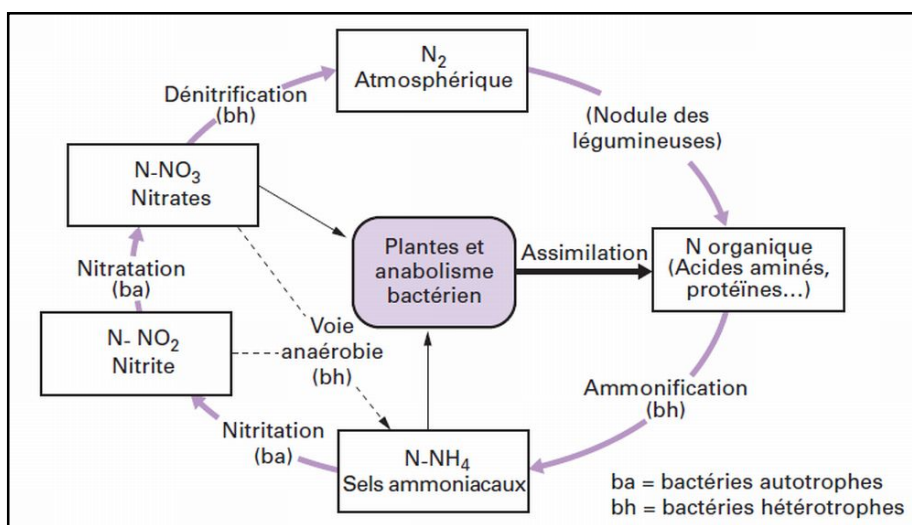 N₂
Atmosphérique
Dénitrification
(bh)
(Nodule des
légumineuses)
N-NO₃
Nitrates
Plantes et
anabolisme
bactérien
Assimilation
N organique
(Acides aminés,
protéïnes...)
Nitratation
(ba)
N- NO₂
Nitrite
Voie
anaérobie
(bh)
Ammonification
(bh)
Nitritation
(ba)
N-NH₄
Sels ammoniacaux
ba = bactéries autotrophes
bh = bactéries hétérotrophes